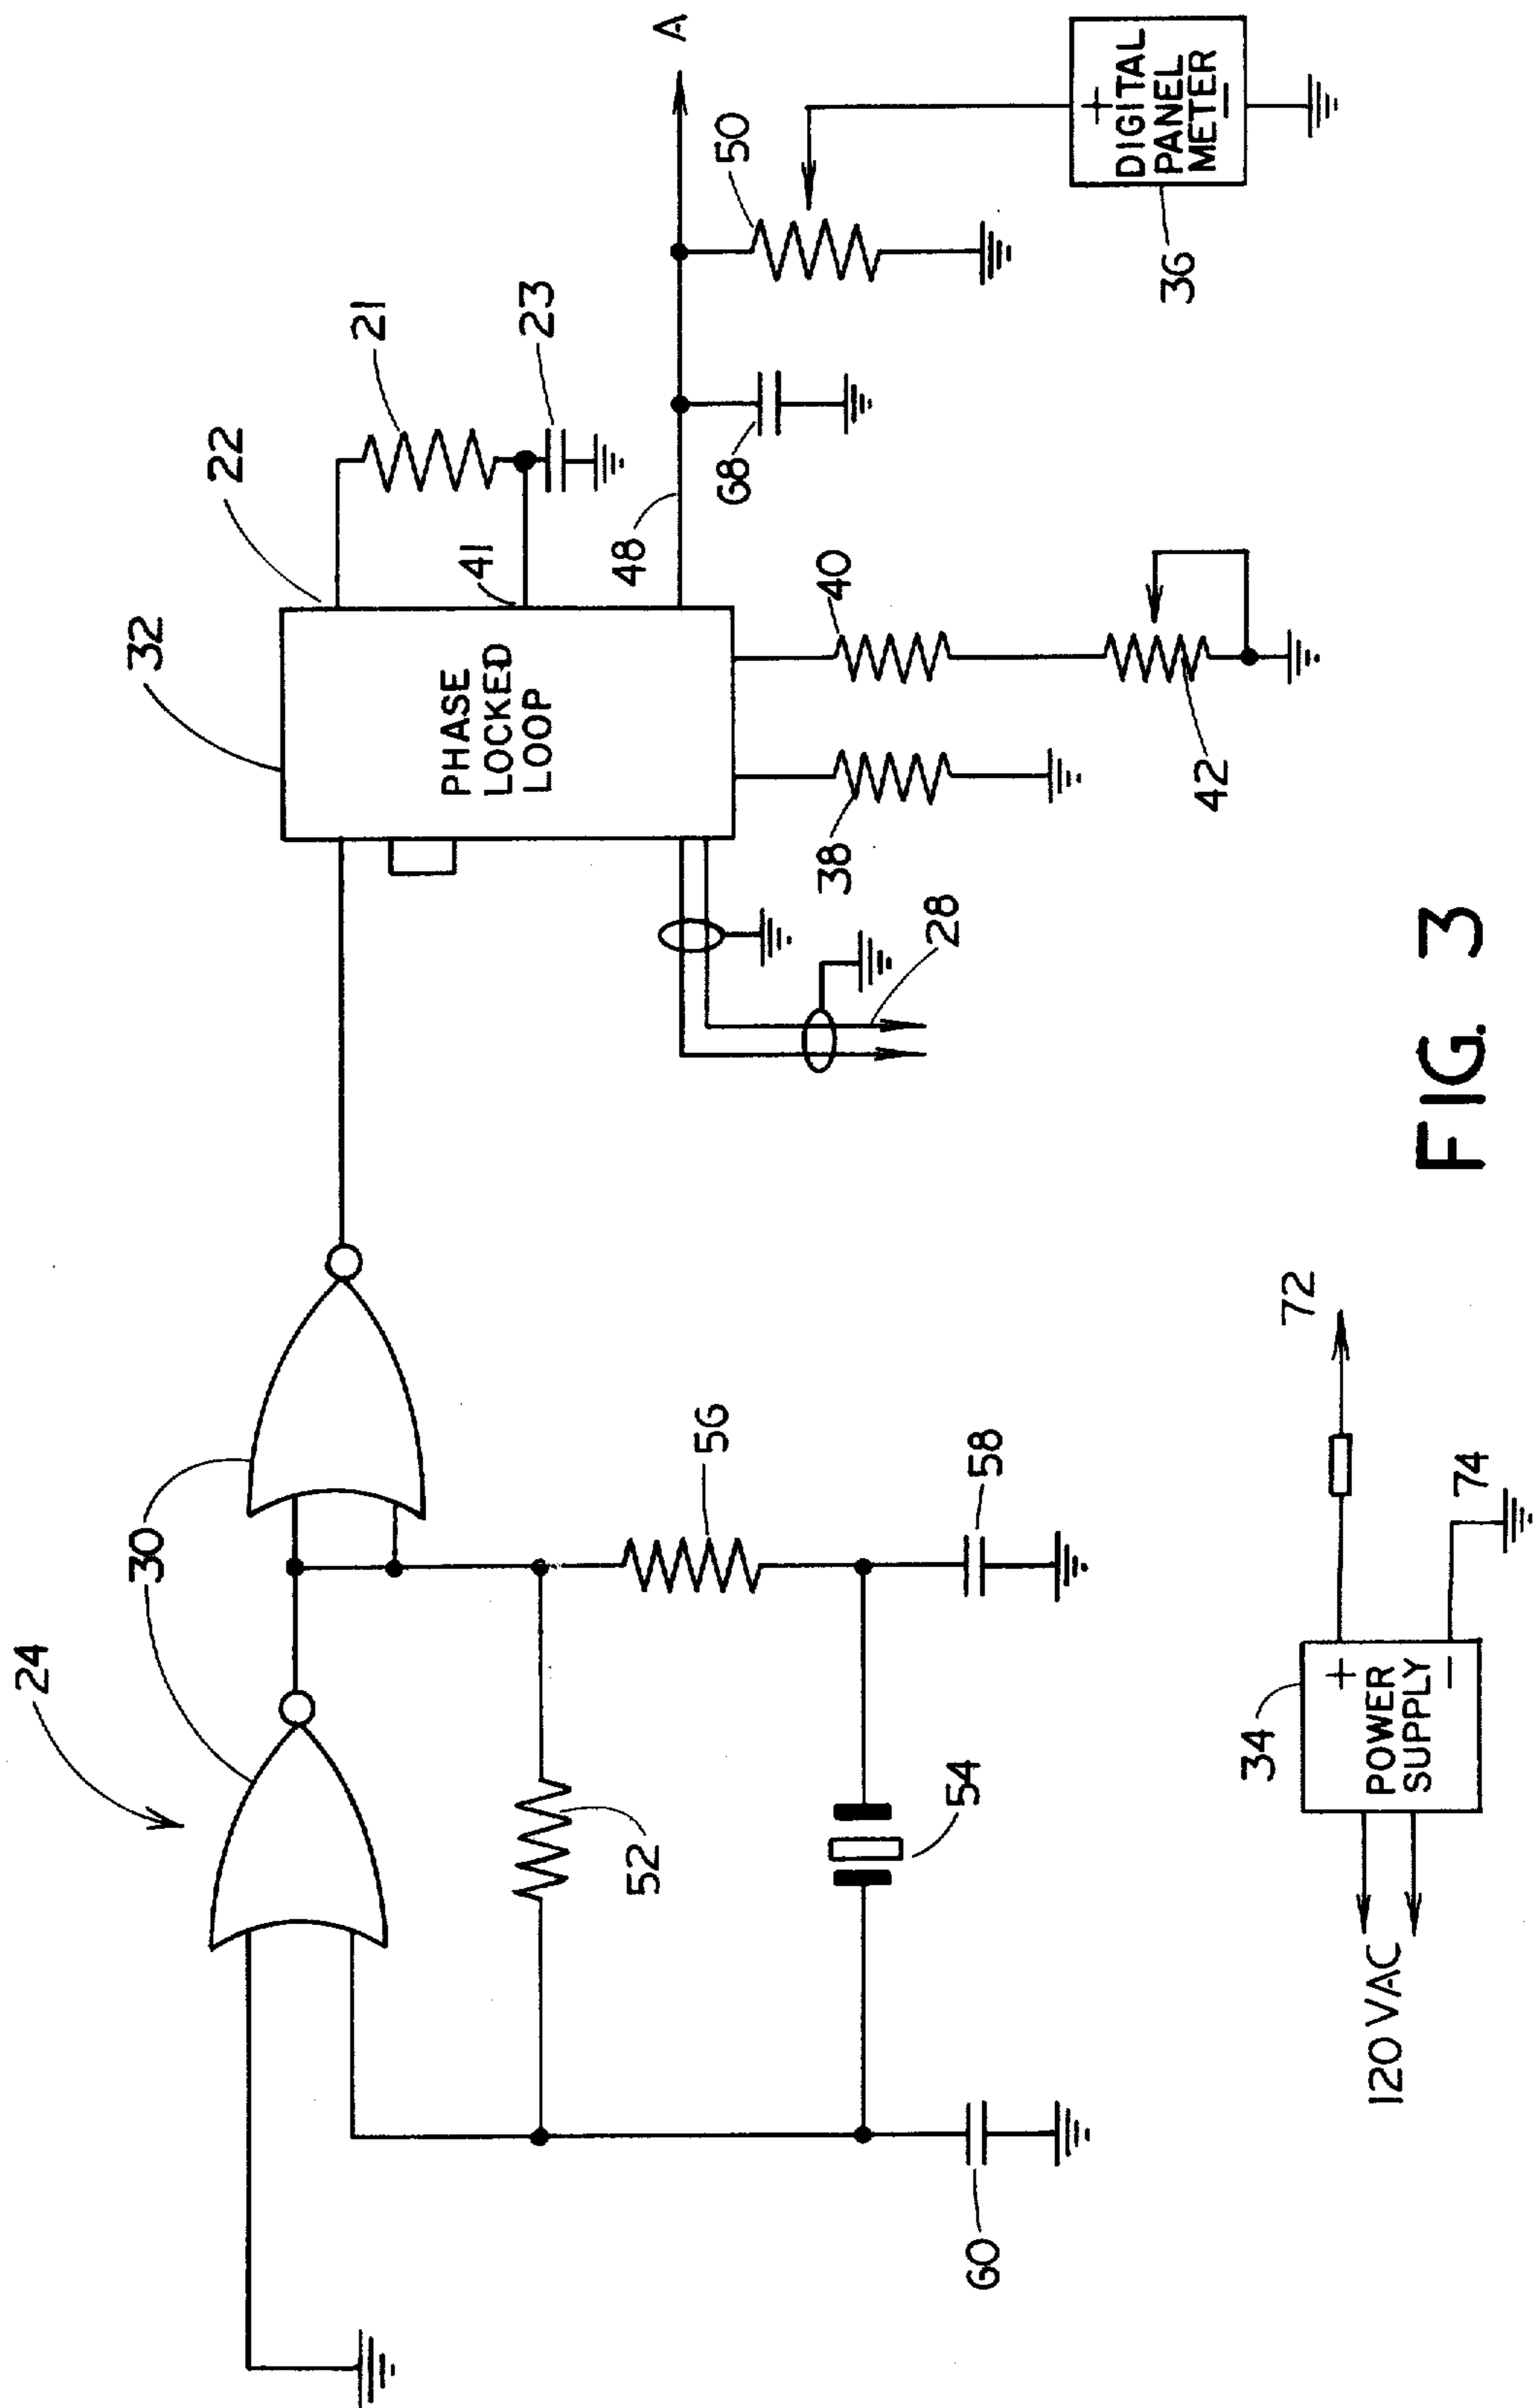 24
30
32
22
21
41
23
PHASE
LOCKED
LOOP
A
48
68
50
38
40
42
28
52
56
54
58
60
+
DIGITAL
PANEL
METER
−
36
34
+
POWER
SUPPLY
−
120 VAC
72
74
FIG. 3